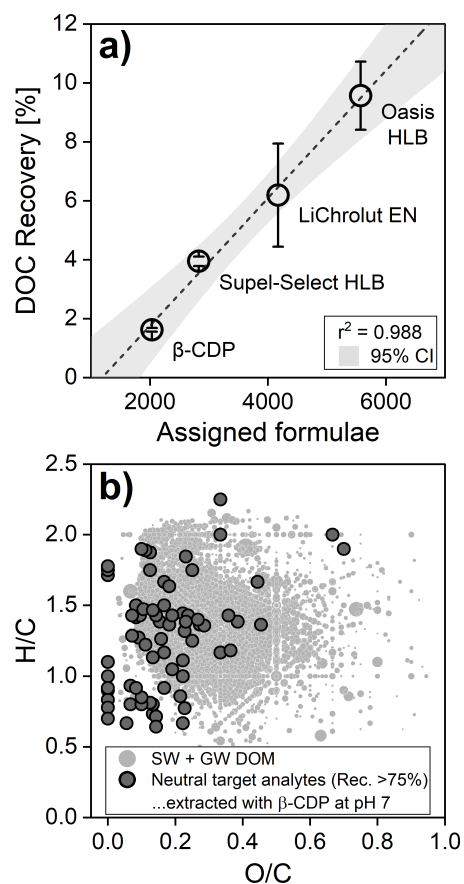 a)
12
10
8
6
4
2
0
DOC Recovery [%]
Oasis
HLB
LiChrolut EN
Supel-Select HLB
β-CDP
r² = 0.988
95% CI
2000 4000 6000
Assigned formulae
b)
2.5
2.0
1.5
1.0
0.5
0.0
H/C
SW + GW DOM
Neutral target analytes (Rec. >75%)
...extracted with β-CDP at pH 7
0.0 0.2 0.4 0.6 0.8 1.0
O/C